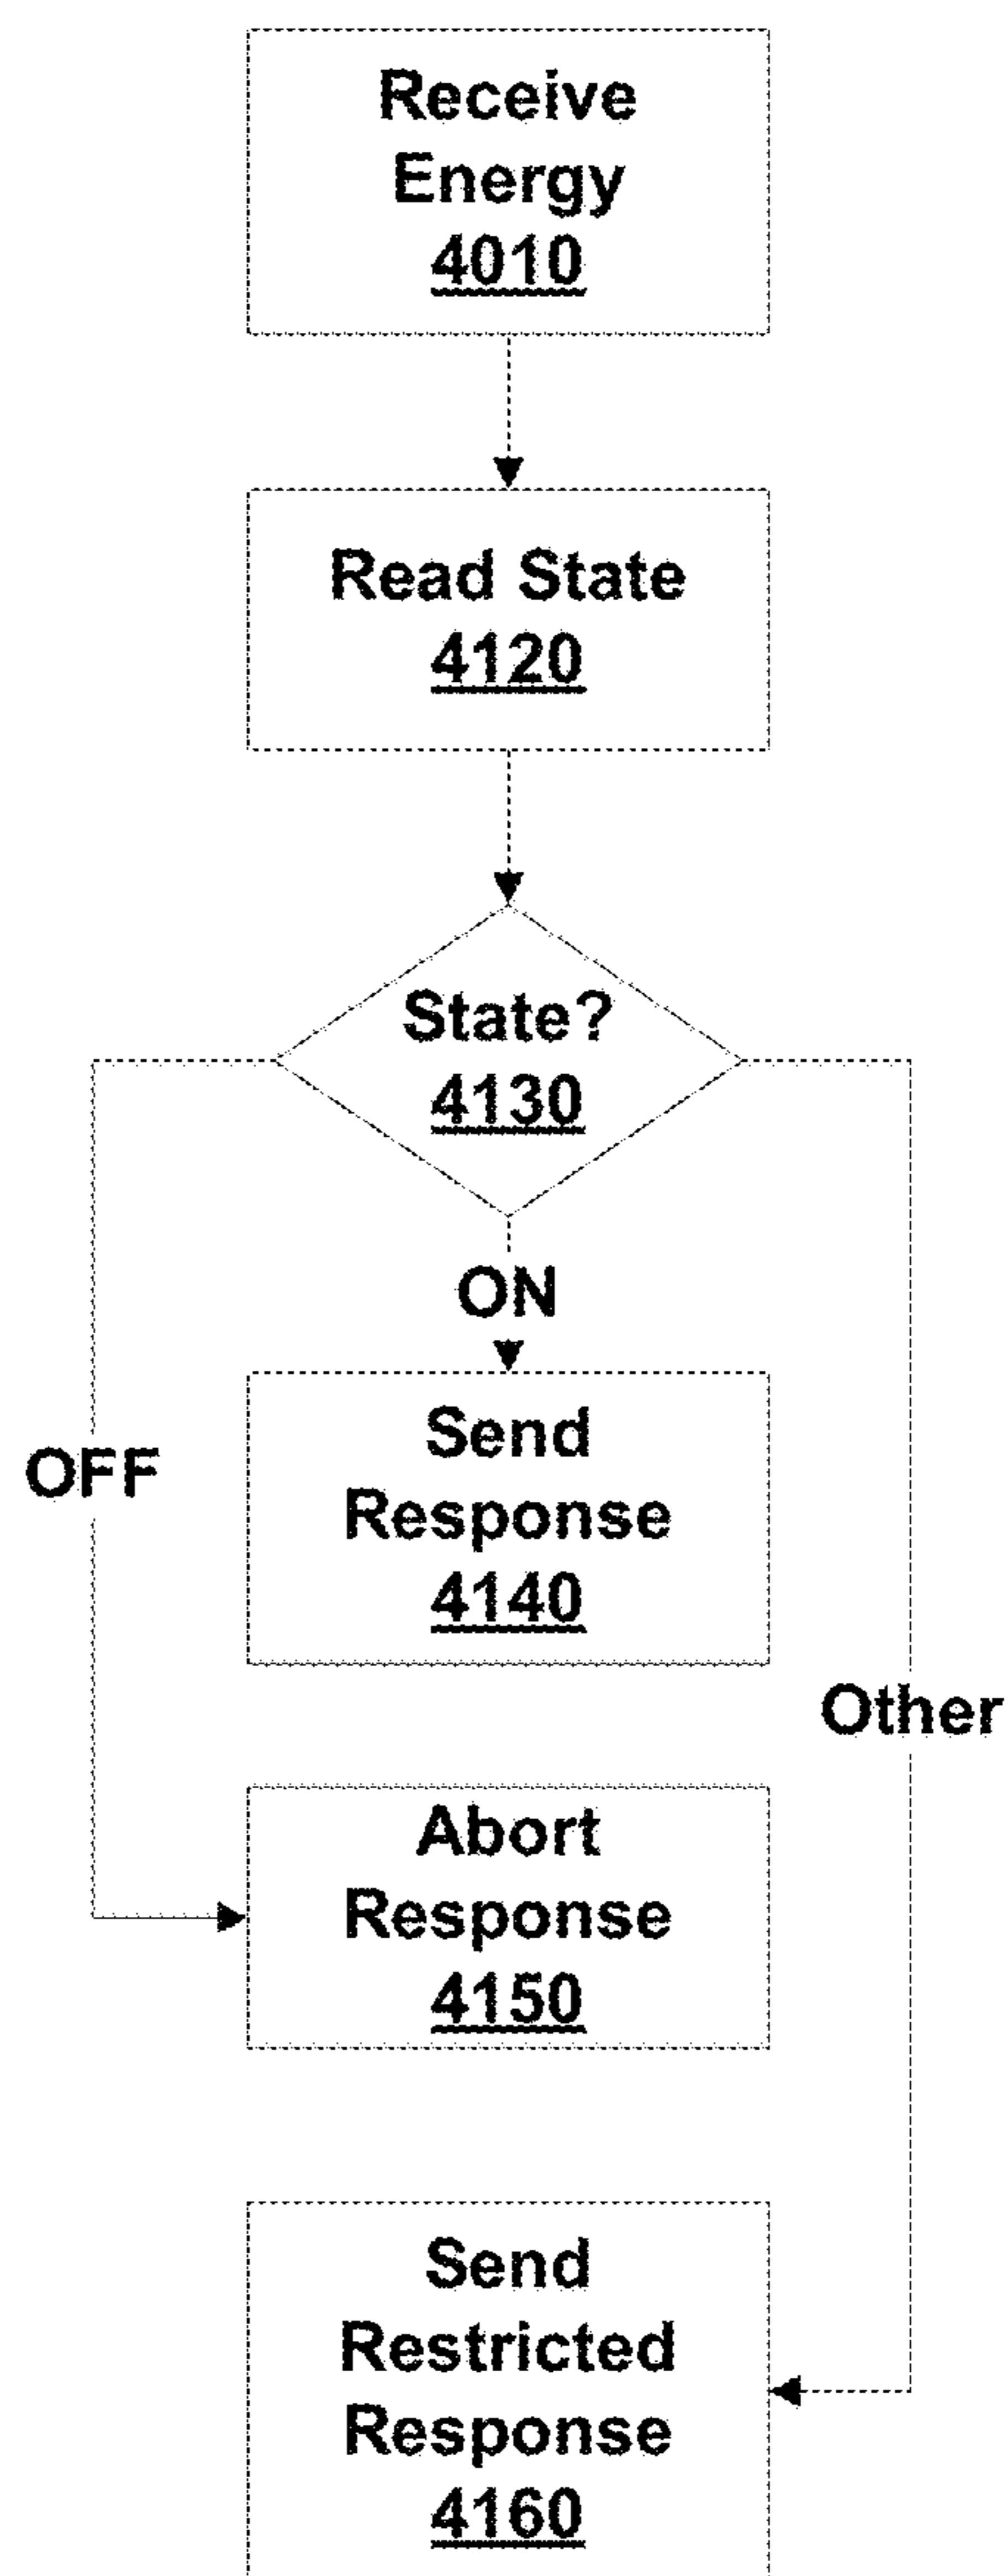 Receive
Energy
4010
Read State
4120
State?
4130
ON
Send
Response
4140
OFF
Other
Abort
Response
4150
Send
Restricted
Response
4160